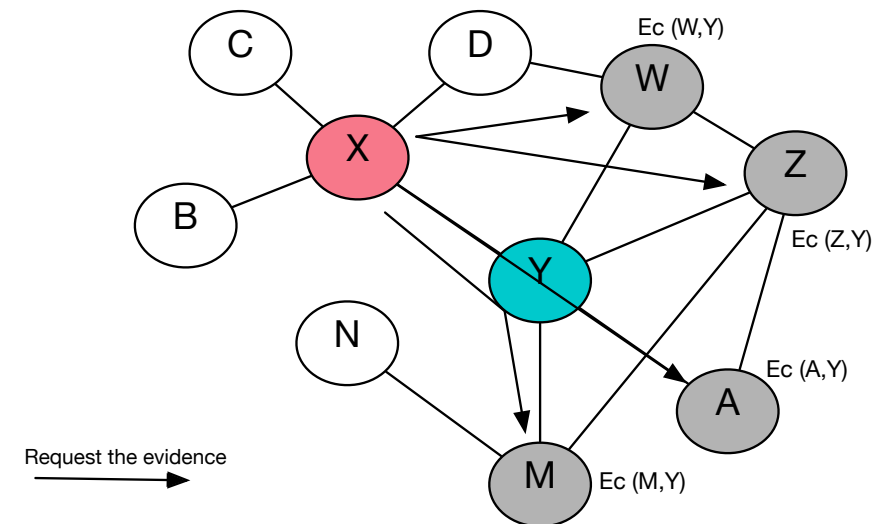 Ec (W,Y)
C
D
W
X
Z
B
Ec (Z,Y)
Y
N
Ec (A,Y)
A
Request the evidence
M
Ec (M,Y)